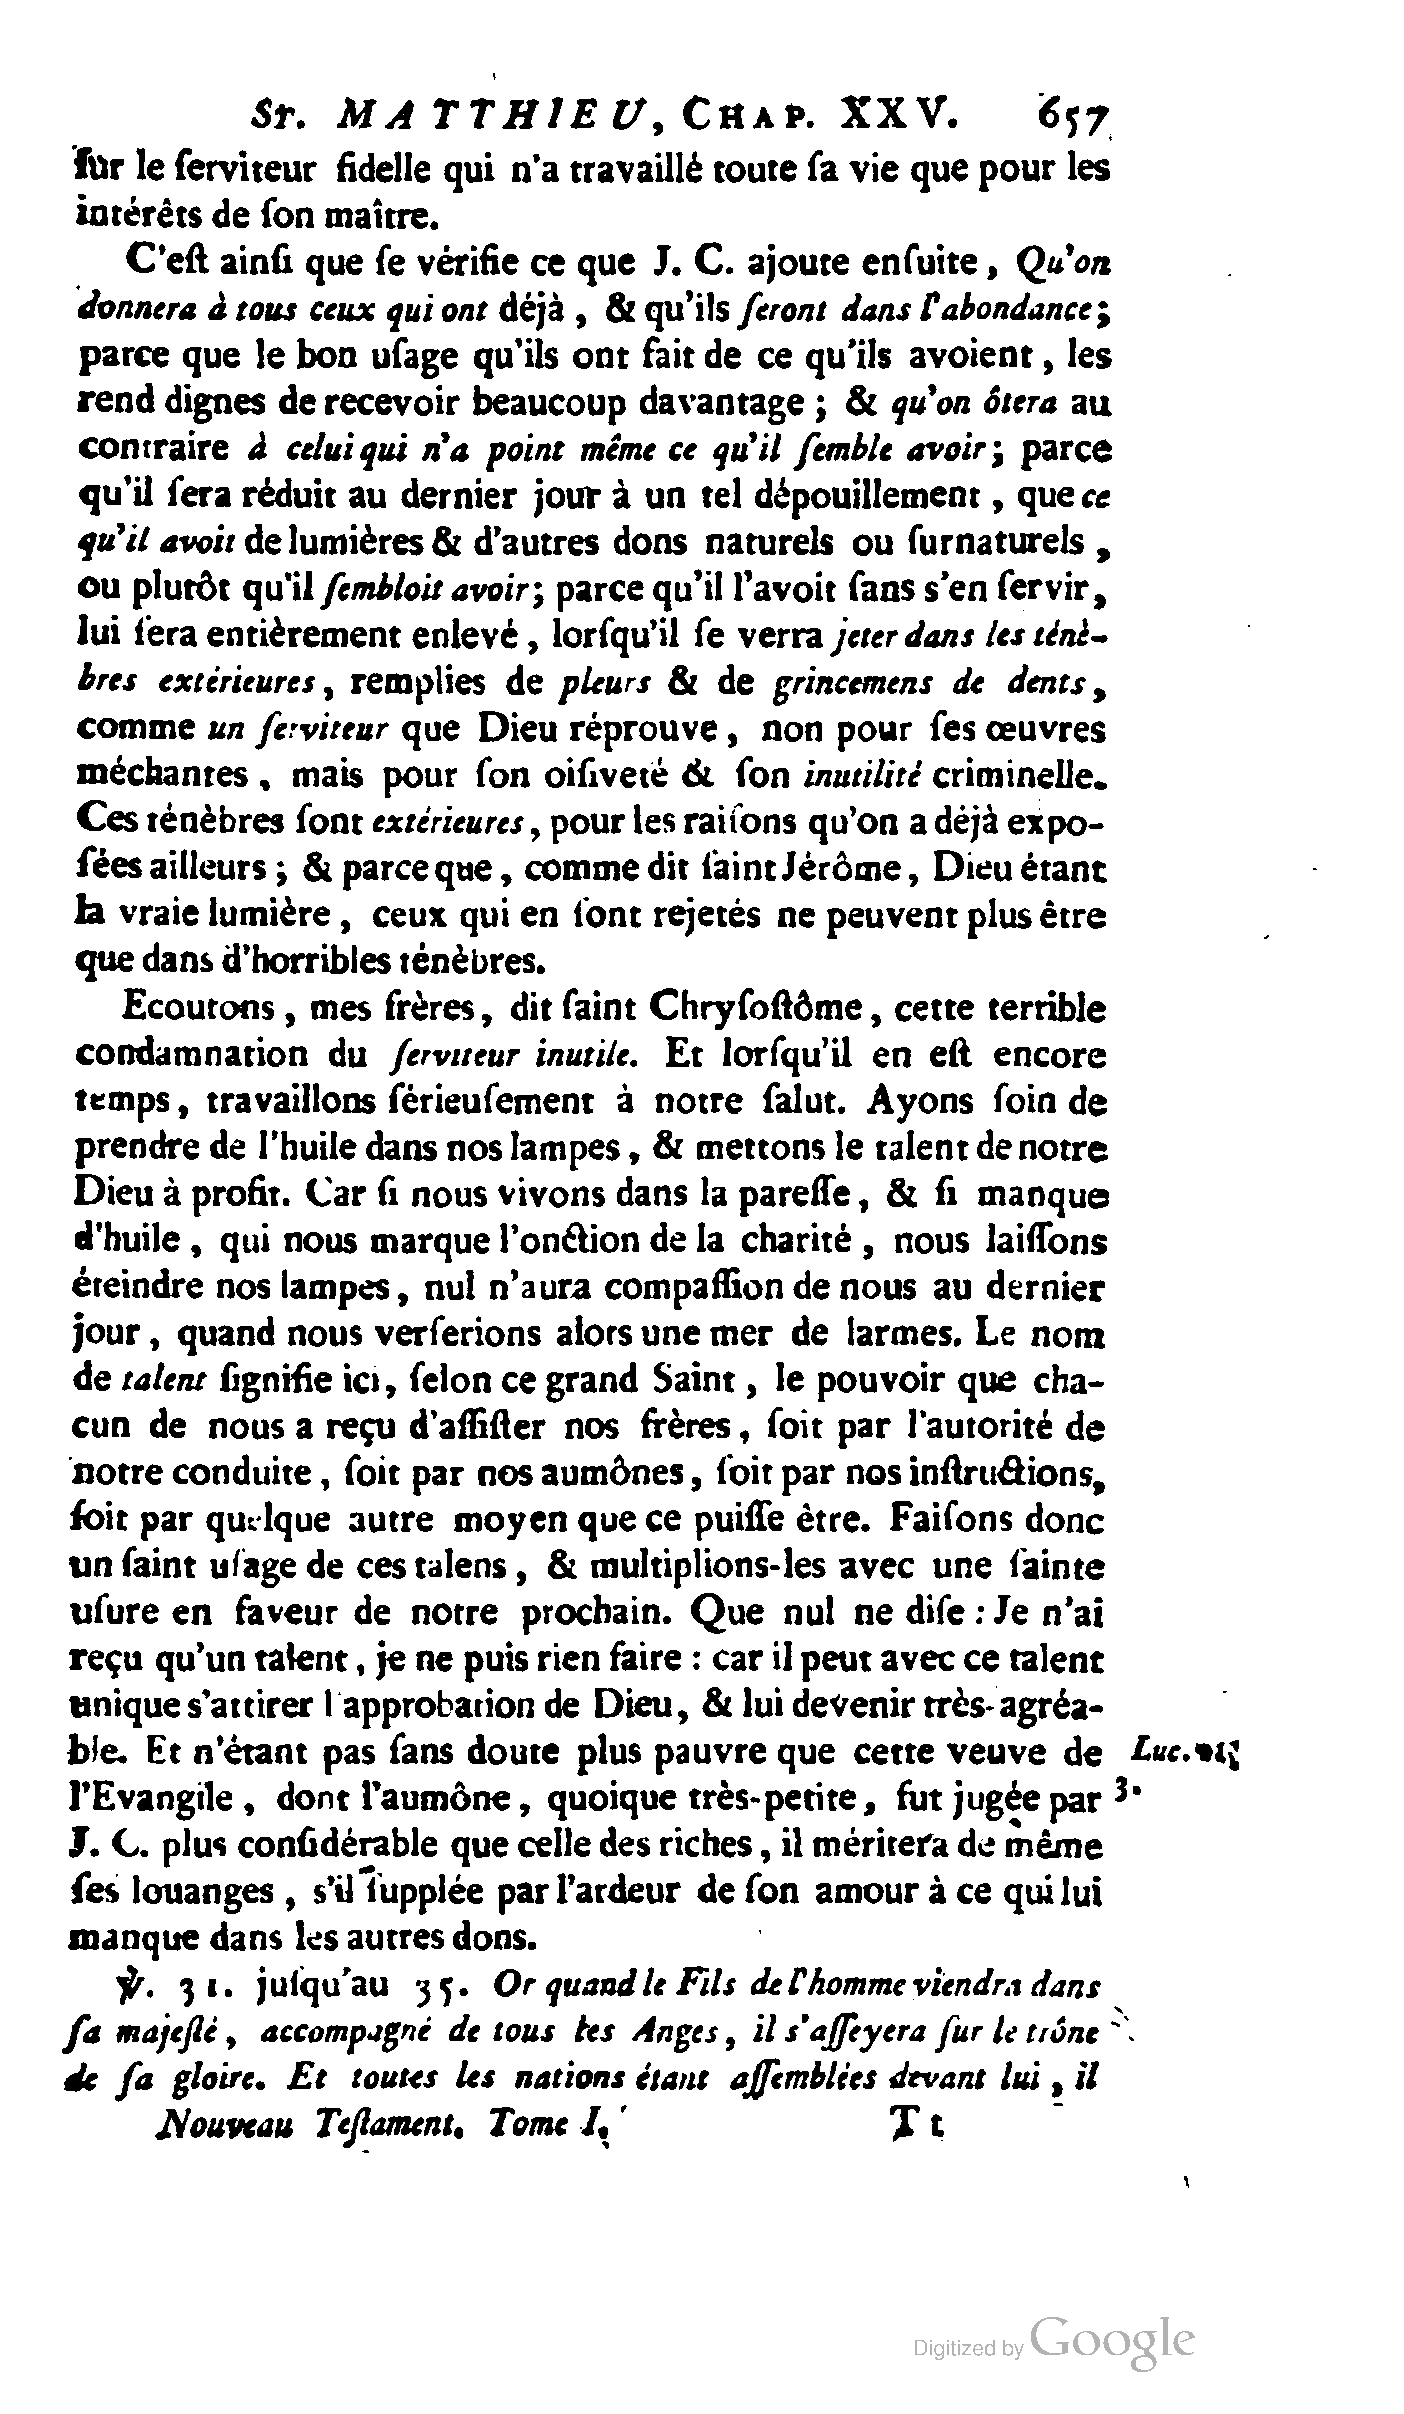 St. MATTHIEU, CHAP. XXV. 657
ſur le ſerviteur fidelle qui n'a travaillé toute ſa vie que pour les
intérêts de ſon maître.
C'eſt ainſi que ſe vérifie ce que J. C. ajoute enſuite, Qu'on
donnera à tous ceux qui ont déjà, & qu'ils ſeront dans l'abondance;
parce que le bon uſage qu'ils ont fait de ce qu'ils avoient, les
rend dignes de recevoir beaucoup davantage; & qu'on ôtera au
contraire à celui qui n'a point même ce qu'il ſemble avoir; parce
qu'il ſera réduit au dernier jour à un tel dépouillement, que ce
qu'il avoit de lumières & d'autres dons naturels ou ſurnaturels,
ou plutôt qu'il ſembloit avoir; parce qu'il l'avoit ſans s'en ſervir,
lui ſera entièrement enlevé, lorſqu'il ſe verra jeter dans les ténè-
bres extérieures, remplies de pleurs & de grincemens de dents,
comme un ſerviteur que Dieu réprouve, non pour ſes œuvres
méchantes, mais pour ſon oiſiveté & ſon inutilité criminelle.
Ces ténèbres ſont extérieures, pour les raiſons qu'on a déjà expo-
ſées ailleurs; & parce que, comme dit ſaint Jérôme, Dieu étant
la vraie lumière, ceux qui en ſont rejetés ne peuvent plus être
que dans d'horribles ténèbres.
Ecoutons, mes frères, dit ſaint Chryſoſtôme, cette terrible
condamnation du ſerviteur inutile. Et lorſqu'il en eſt encore
temps, travaillons ſérieuſement à notre ſalut. Ayons ſoin de
prendre de l'huile dans nos lampes, & mettons le talent de notre
Dieu à profit. Car ſi nous vivons dans la pareſſe, & ſi manque
d'huile, qui nous marque l'onction de la charité, nous laiſſons
éteindre nos lampes, nul n'aura compaſſion de nous au dernier
jour, quand nous verſerions alors une mer de larmes. Le nom
de talent ſignifie ici, ſelon ce grand Saint, le pouvoir que cha-
cun de nous a reçu d'aſſiſter nos frères, ſoit par l'autorité de
notre conduite, ſoit par nos aumônes, ſoit par nos inſtructions,
ſoit par quelque autre moyen que ce puiſſe être. Faiſons donc
un ſaint uſage de ces talens, & multiplions-les avec une ſainte
uſure en faveur de notre prochain. Que nul ne diſe : Je n'ai
reçu qu'un talent, je ne puis rien faire : car il peut avec ce talent
unique s'attirer l'approbation de Dieu, & lui devenir très-agréa-
ble. Et n'étant pas ſans doute plus pauvre que cette veuve de Luc.
l'Evangile, dont l'aumône, quoique très-petite, fut jugée par 3.
J. C. plus conſidérable que celle des riches, il méritera de même
ſes louanges, s'il ſupplée par l'ardeur de ſon amour à ce qui lui
manque dans les autres dons.
℣. 31. juſqu'au 35. Or quand le Fils de l'homme viendra dans
ſa majeſté, accompagné de tous les Anges, il s'aſſeyera ſur le trône
de ſa gloire. Et toutes les nations étant aſſemblées devant lui, il
Nouveau Teſtament. Tome I. T t
Digitized by Google